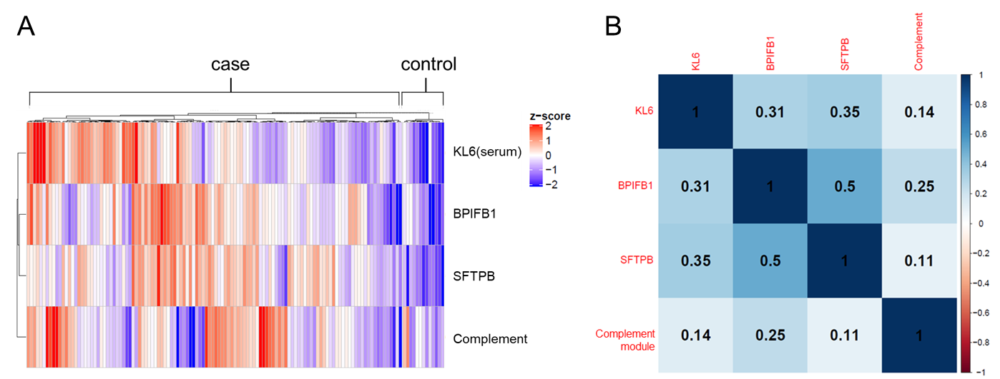 A
case
control
z-score
2
1
0
−1
−2
KL6(serum)
BPIFB1
SFTPB
Complement
B
KL6
BPIFB1
SFTPB
Complement
KL6
1
0.31
0.35
0.14
BPIFB1
0.31
1
0.5
0.25
SFTPB
0.35
0.5
1
0.11
Complement
module
0.14
0.25
0.11
1
1
0.8
0.6
0.4
0.2
0
−0.2
−0.4
−0.6
−0.8
−1